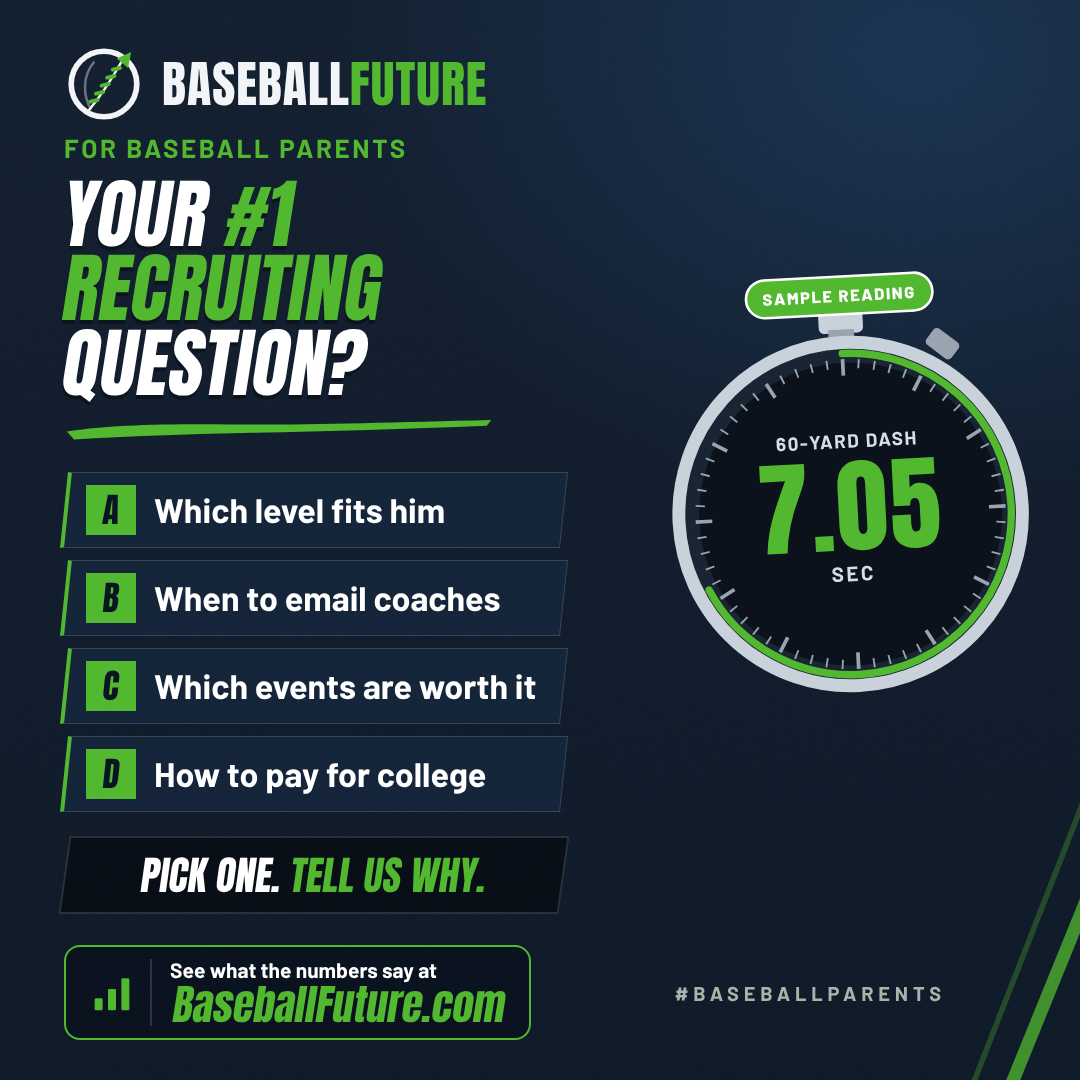 BASEBALLFUTURE
FOR BASEBALL PARENTS
YOUR #1
RECRUITING
QUESTION?
A Which level fits him
B When to email coaches
C Which events are worth it
D How to pay for college
PICK ONE. TELL US WHY.
See what the numbers say at
BaseballFuture.com
SAMPLE READING
60-YARD DASH
7.05
SEC
#BASEBALLPARENTS